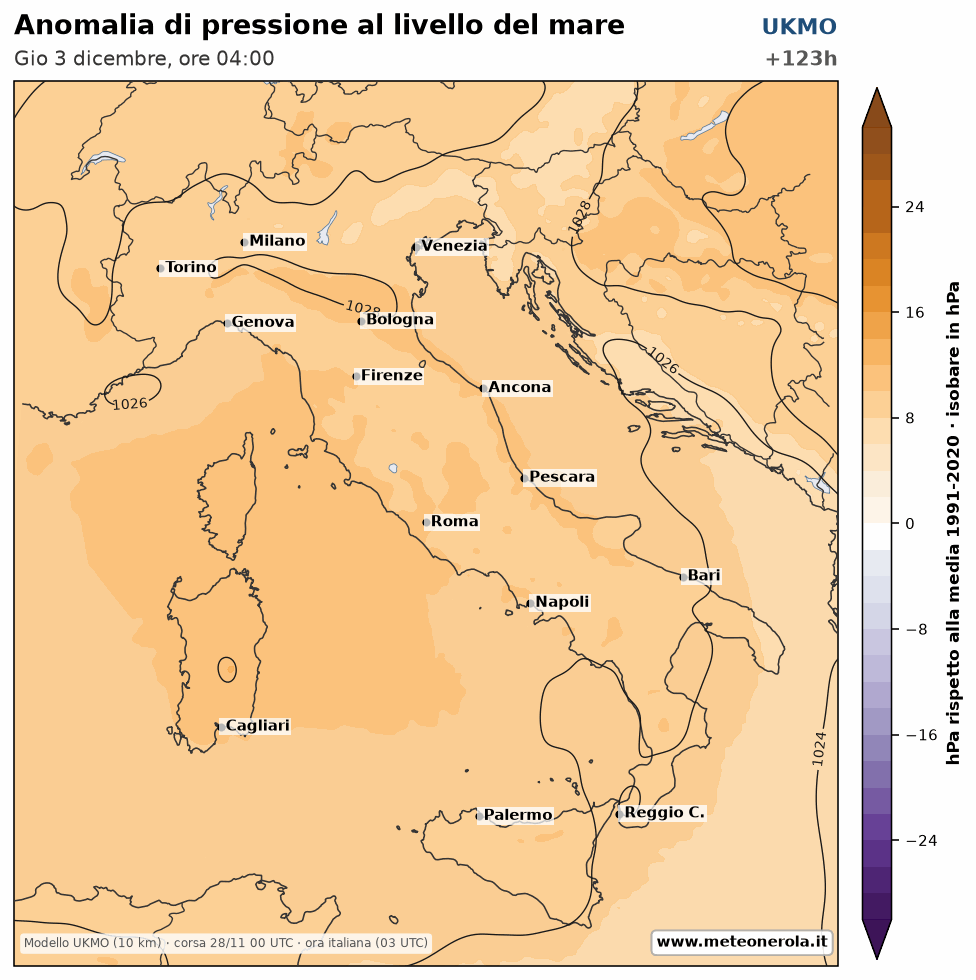 Anomalia di pressione al livello del mare
UKMO
Gio 3 dicembre, ore 04:00
+123h
1028
Milano
Venezia
Torino
1028
Genova
Bologna
1026
Firenze
Ancona
1026
Pescara
Roma
Bari
Napoli
Cagliari
1024
Palermo
Reggio C.
Modello UKMO (10 km) · corsa 28/11 00 UTC · ora italiana (03 UTC)
www.meteonerola.it
24
16
8
0
−8
−16
−24
hPa rispetto alla media 1991-2020 · isobare in hPa